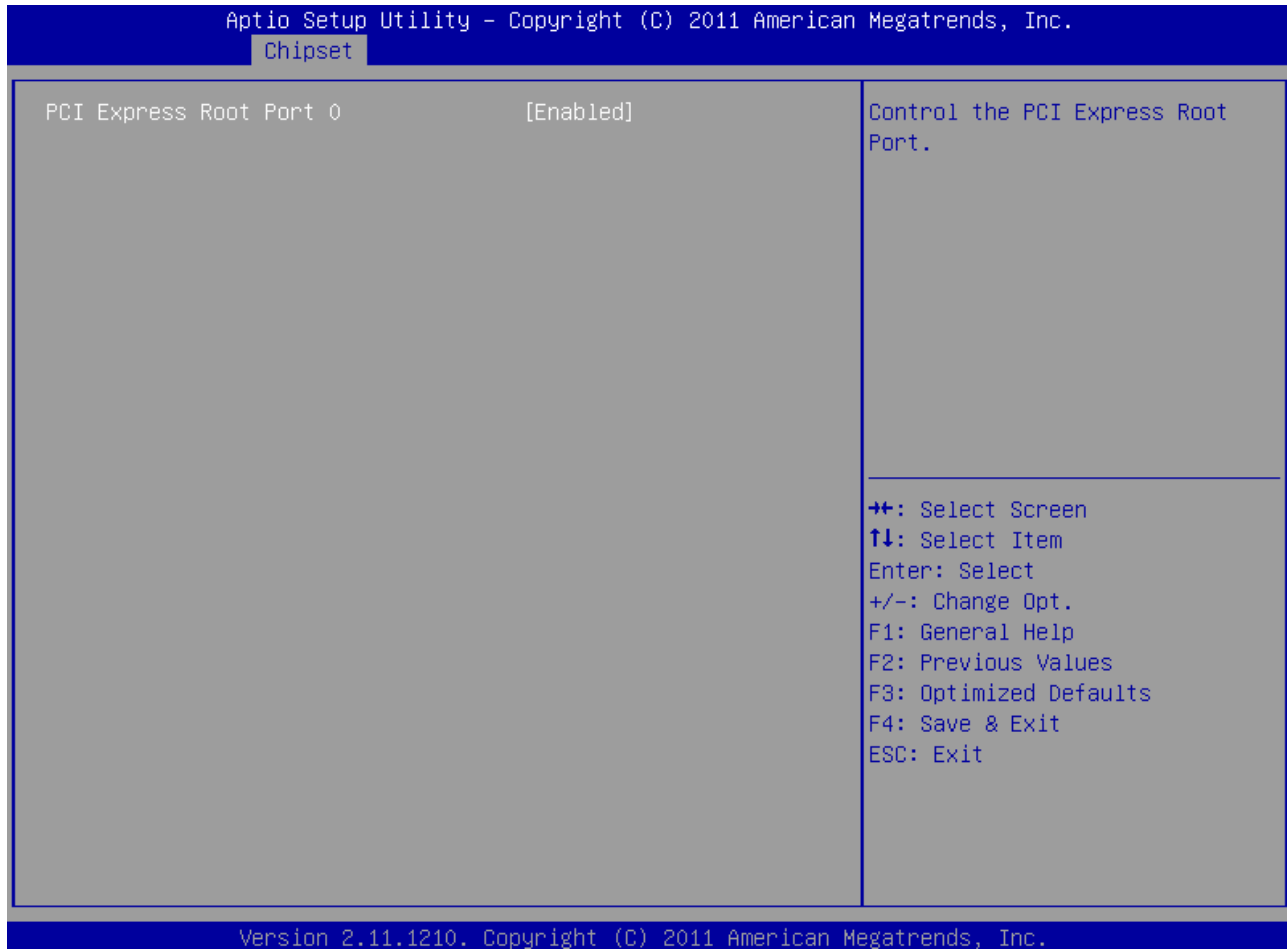 Aptio Setup Utility – Copyright (C) 2011 American Megatrends, Inc.
Chipset
PCI Express Root Port 0 [Enabled]
Control the PCI Express Root
Port.
→←: Select Screen
↑↓: Select Item
Enter: Select
+/-: Change Opt.
F1: General Help
F2: Previous Values
F3: Optimized Defaults
F4: Save & Exit
ESC: Exit
Version 2.11.1210. Copyright (C) 2011 American Megatrends, Inc.